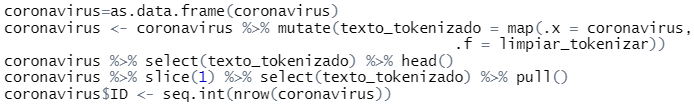 coronavirus=as.data.frame(coronavirus)
coronavirus <- coronavirus %>% mutate(texto_tokenizado = map(.x = coronavirus,
.f = limpiar_tokenizar))
coronavirus %>% select(texto_tokenizado) %>% head()
coronavirus %>% slice(1) %>% select(texto_tokenizado) %>% pull()
coronavirus$ID <- seq.int(nrow(coronavirus))